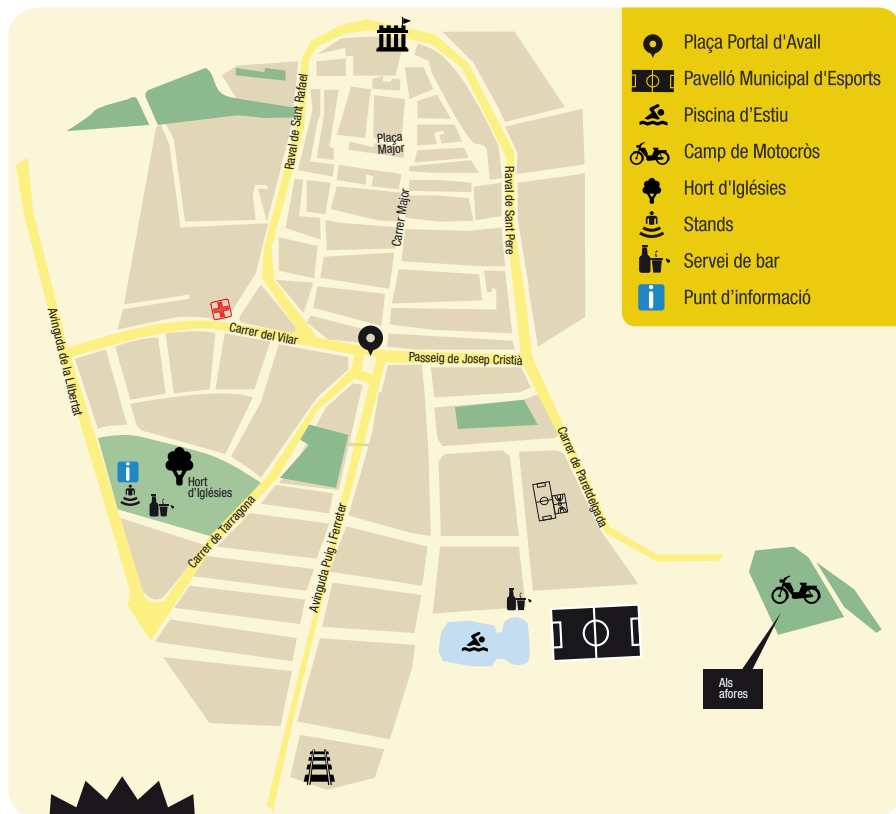 Plaça Portal d'Avall
Pavelló Municipal d'Esports
Piscina d’Estiu
Camp de Motocròs
Hort d'Iglésies
Stands
Servei de bar
Punt d’informació
Raval de Sant Rafael
Plaça
Major
Carrer Major
Raval de Sant Pere
Avinguda de la Llibertat
Carrer del Vilar
Passeig de Josep Cristià
Hort
d’Iglésies
Carrer de Tarragona
Avinguda Puig i Ferreter
Carrer de Paretdelgada
Als
afores